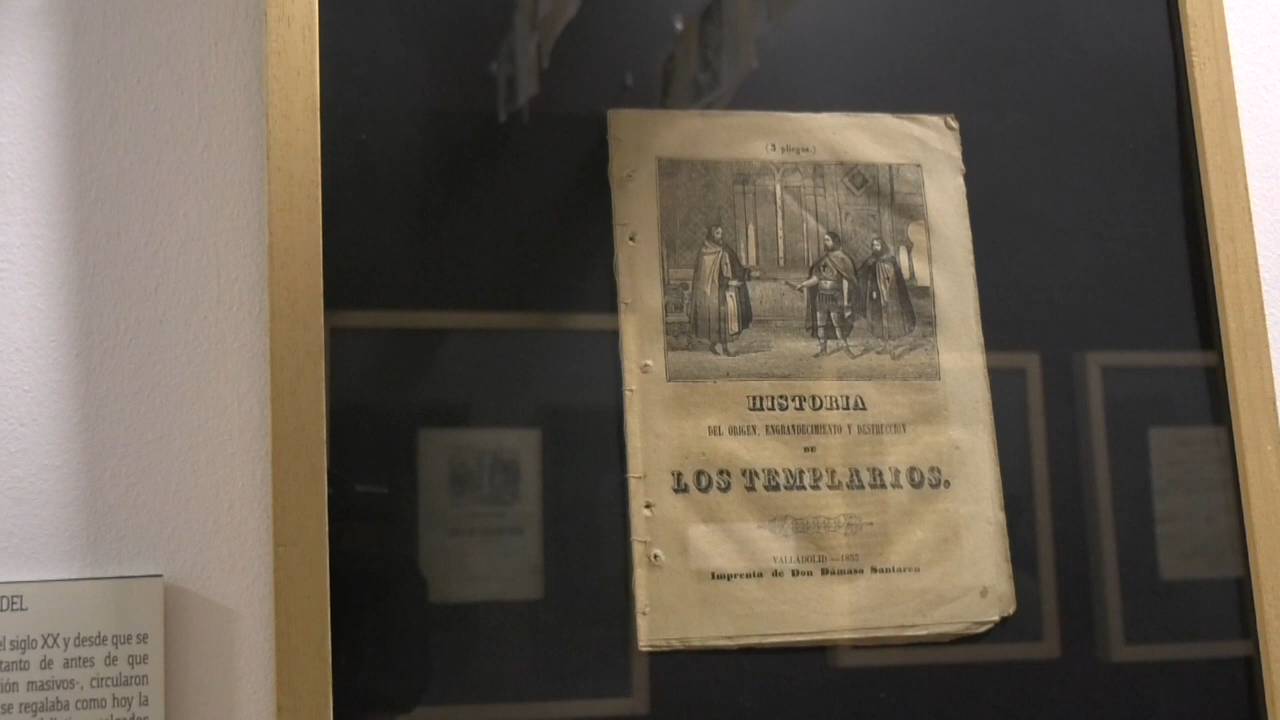 (3 pliegos.)
HISTORIA
DEL ORIGEN, ENGRANDECIMIENTO Y DESTRUCCION
DE
LOS TEMPLARIOS.
VALLADOLID.—1853
Imprenta de Don Dámaso Santaren
DEL
el siglo XX y desde que se
tanto de antes de que
ión masivos-, circularon
se regalaba como hoy la